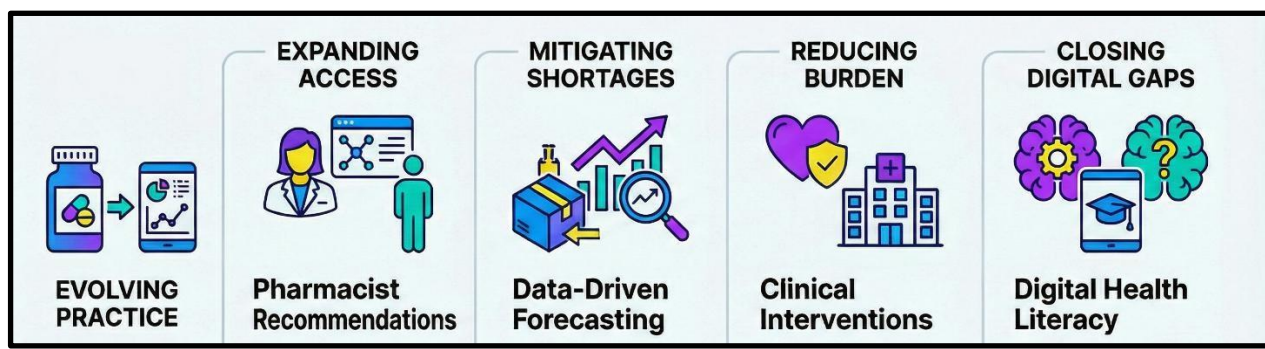 EVOLVING
PRACTICE
EXPANDING
ACCESS
Pharmacist
Recommendations
MITIGATING
SHORTAGES
Data-Driven
Forecasting
REDUCING
BURDEN
Clinical
Interventions
CLOSING
DIGITAL GAPS
?
Digital Health
Literacy